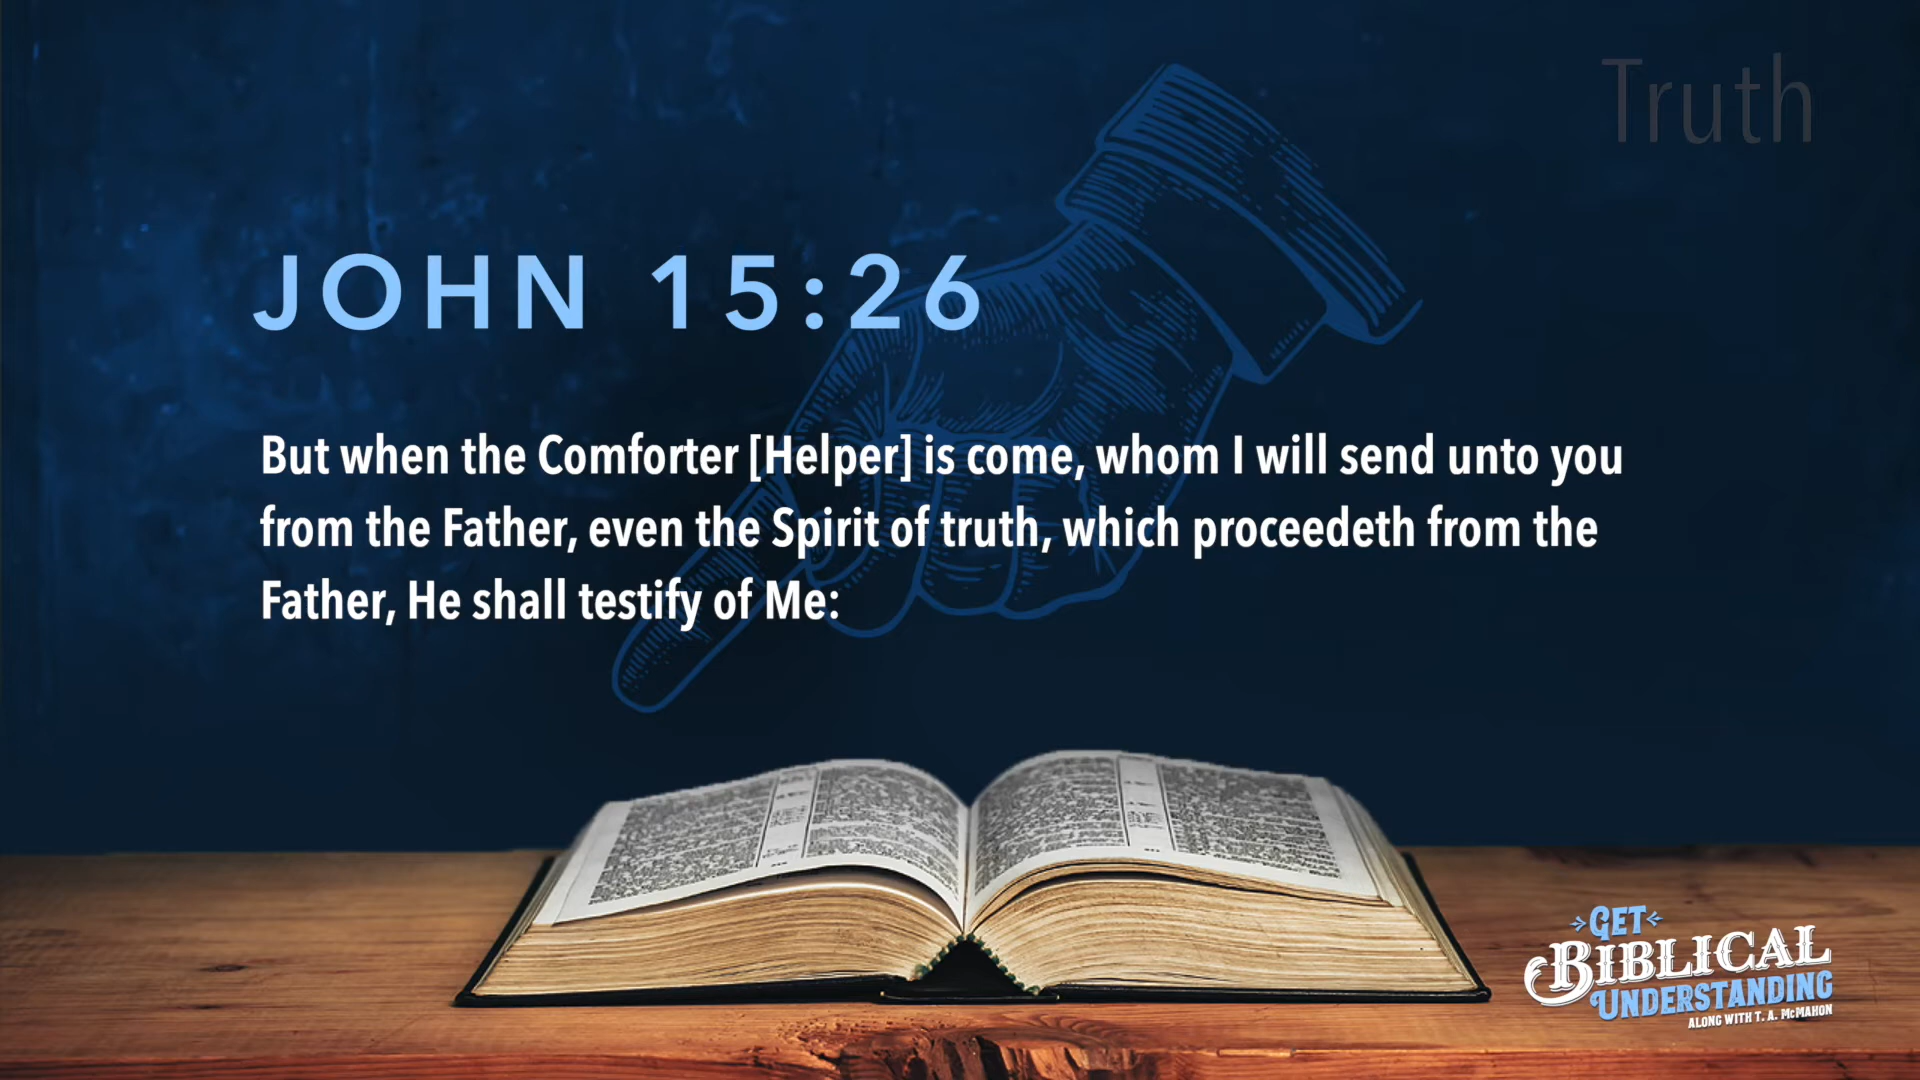 Truth
JOHN 15:26
But when the Comforter [Helper] is come, whom I will send unto you
from the Father, even the Spirit of truth, which proceedeth from the
Father, He shall testify of Me:
GET
BIBLICAL
UNDERSTANDING
ALONG WITH T. A. McMAHON